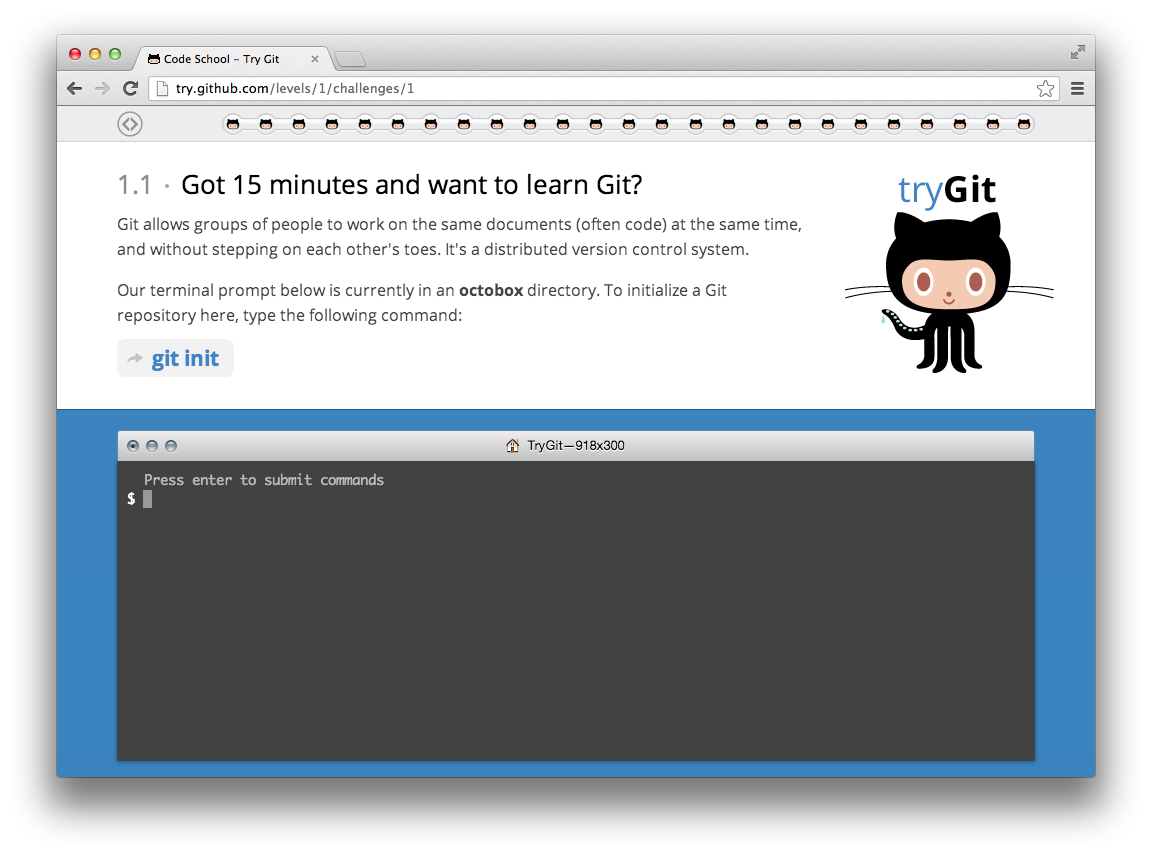 Code School – Try Git
try.github.com/levels/1/challenges/1
1.1 · Got 15 minutes and want to learn Git?
tryGit
Git allows groups of people to work on the same documents (often code) at the same time,
and without stepping on each other's toes. It's a distributed version control system.
Our terminal prompt below is currently in an octobox directory. To initialize a Git
repository here, type the following command:
git init
TryGit—918x300
Press enter to submit commands
$